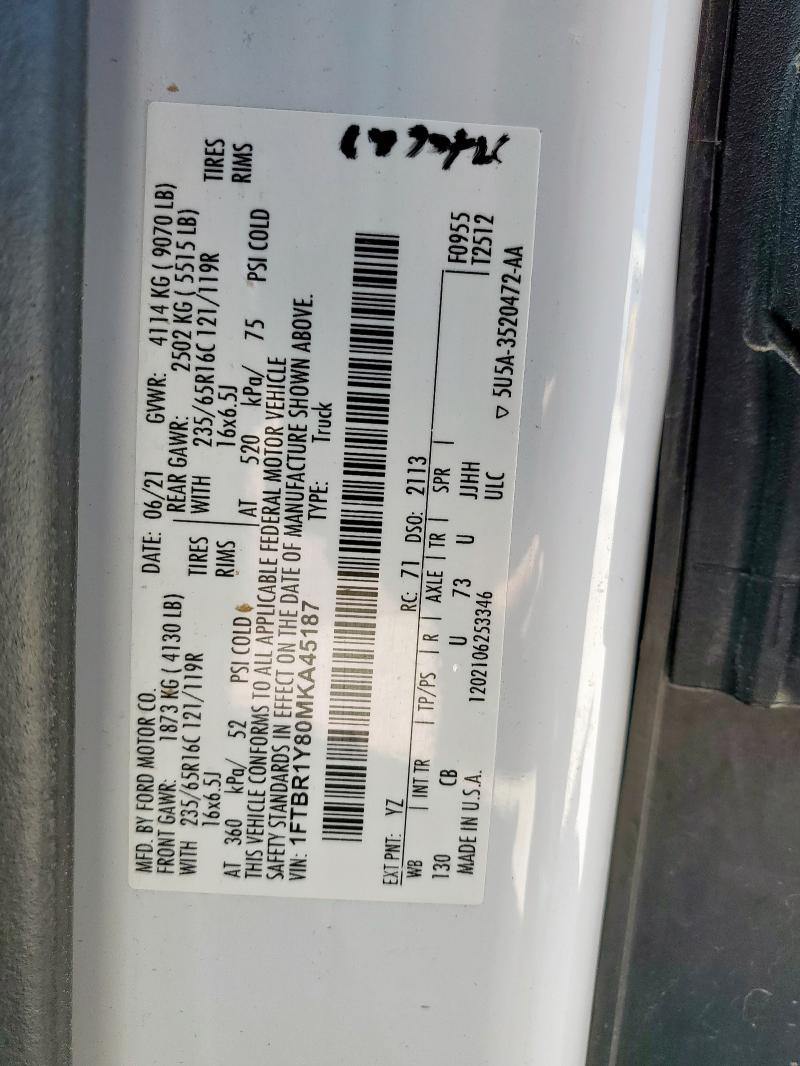 MFD. BY FORD MOTOR CO. DATE: 06/21 GVWR: 4114 KG ( 9070 LB)
FRONT GAWR: 1873 KG ( 4130 LB) REAR GAWR: 2502 KG ( 5515 LB)
WITH 235/65R16C 121/119R TIRES WITH 235/65R16C 121/119R TIRES
16x6.5J RIMS 16x6.5J RIMS
AT 360 kPa/ 52 PSI COLD AT 520 kPa/ 75 PSI COLD
THIS VEHICLE CONFORMS TO ALL APPLICABLE FEDERAL MOTOR VEHICLE
SAFETY STANDARDS IN EFFECT ON THE DATE OF MANUFACTURE SHOWN ABOVE.
VIN: 1FTBR1Y80MKA45187 TYPE: Truck
EXT PNT: YZ RC: 71 DSO: 2113
WB INT TR TP/PS R AXLE TR SPR F0955
130 CB U 73 U JJHH T2512
MADE IN U.S.A. 1202106253346 ULC
▽ 5U5A-3520472-AA